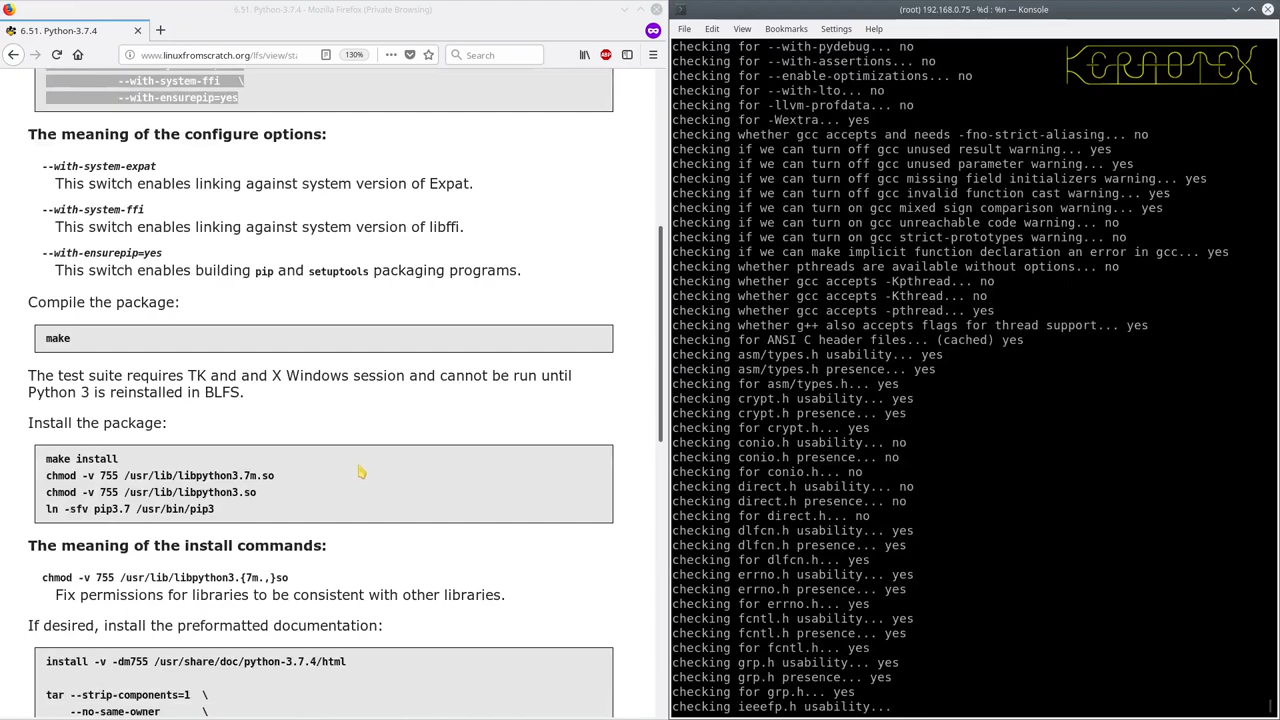 6.51. Python-3.7.4 - Mozilla Firefox (Private Browsing)
6.51. Python-3.7.4
www.linuxfromscratch.org/lfs/view/sta
130%
Search
ABP
--with-system-ffi \
--with-ensurepip=yes
The meaning of the configure options:
--with-system-expat
This switch enables linking against system version of Expat.
--with-system-ffi
This switch enables linking against system version of libffi.
--with-ensurepip=yes
This switch enables building pip and setuptools packaging programs.
Compile the package:
make
The test suite requires TK and and X Windows session and cannot be run until
Python 3 is reinstalled in BLFS.
Install the package:
make install
chmod -v 755 /usr/lib/libpython3.7m.so
chmod -v 755 /usr/lib/libpython3.so
ln -sfv pip3.7 /usr/bin/pip3
The meaning of the install commands:
chmod -v 755 /usr/lib/libpython3.{7m.,}so
Fix permissions for libraries to be consistent with other libraries.
If desired, install the preformatted documentation:
install -v -dm755 /usr/share/doc/python-3.7.4/html
tar --strip-components=1 \
--no-same-owner \
(root) 192.168.0.75 - %d : %n — Konsole
File Edit View Bookmarks Settings Help
KERNOTEX
checking for --with-pydebug... no
checking for --with-assertions... no
checking for --enable-optimizations... no
checking for --with-lto... no
checking for -llvm-profdata... no
checking for -Wextra... yes
checking whether gcc accepts and needs -fno-strict-aliasing... no
checking if we can turn off gcc unused result warning... yes
checking if we can turn off gcc unused parameter warning... yes
checking if we can turn off gcc missing field initializers warning... yes
checking if we can turn off gcc invalid function cast warning... yes
checking if we can turn on gcc mixed sign comparison warning... yes
checking if we can turn on gcc unreachable code warning... no
checking if we can turn on gcc strict-prototypes warning... no
checking if we can make implicit function declaration an error in gcc... yes
checking whether pthreads are available without options... no
checking whether gcc accepts -Kpthread... no
checking whether gcc accepts -Kthread... no
checking whether gcc accepts -pthread... yes
checking whether g++ also accepts flags for thread support... yes
checking for ANSI C header files... (cached) yes
checking asm/types.h usability... yes
checking asm/types.h presence... yes
checking for asm/types.h... yes
checking crypt.h usability... yes
checking crypt.h presence... yes
checking for crypt.h... yes
checking conio.h usability... no
checking conio.h presence... no
checking for conio.h... no
checking direct.h usability... no
checking direct.h presence... no
checking for direct.h... no
checking dlfcn.h usability... yes
checking dlfcn.h presence... yes
checking for dlfcn.h... yes
checking errno.h usability... yes
checking errno.h presence... yes
checking for errno.h... yes
checking fcntl.h usability... yes
checking fcntl.h presence... yes
checking for fcntl.h... yes
checking grp.h usability... yes
checking grp.h presence... yes
checking for grp.h... yes
checking ieeefp.h usability...